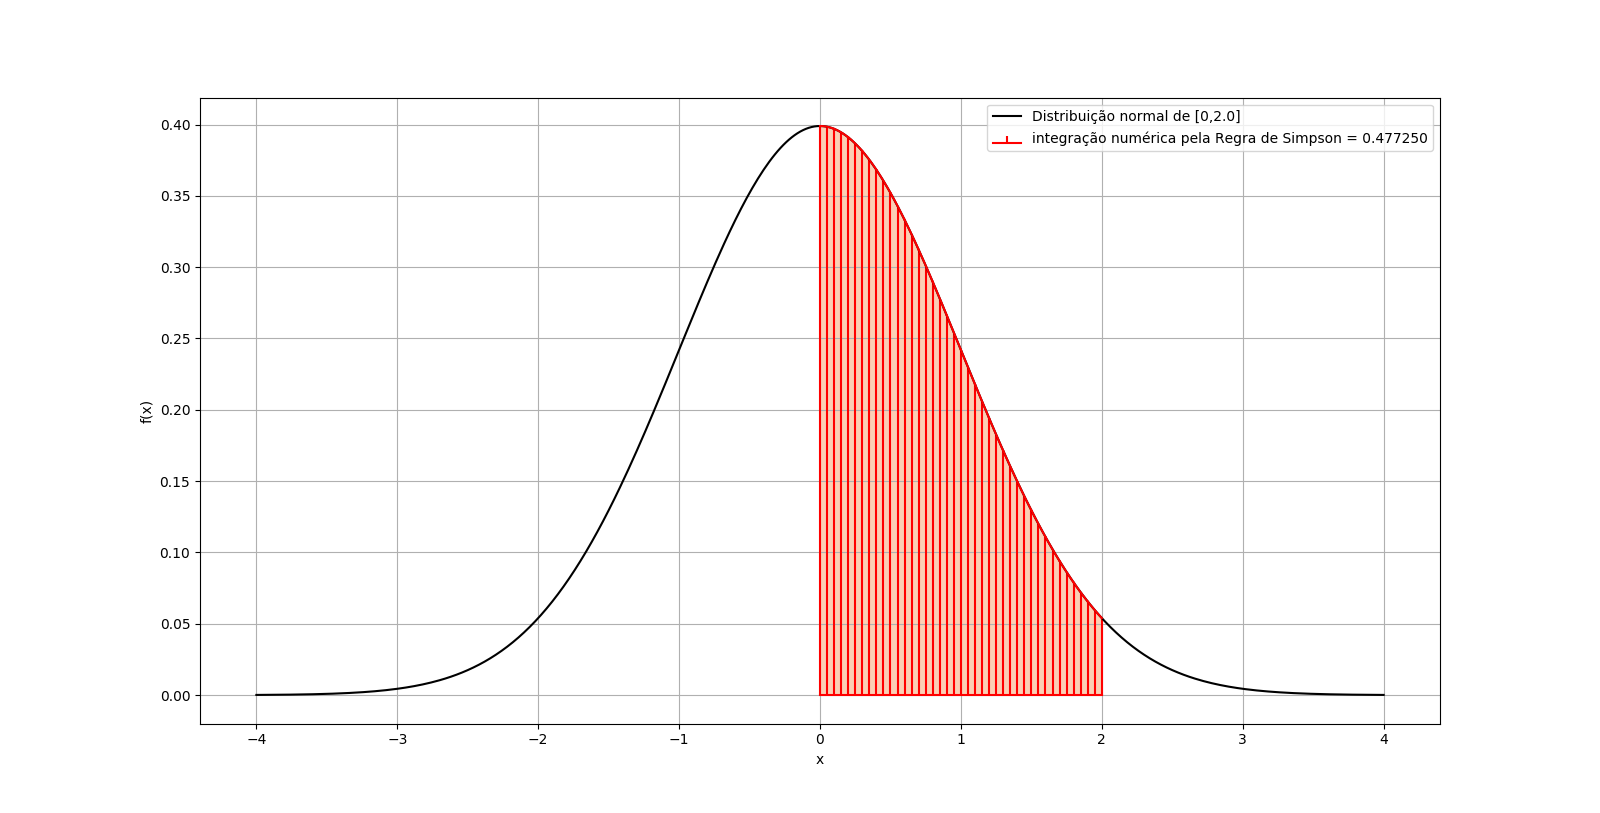 Distribuição normal de [0,2.0]
integração numérica pela Regra de Simpson = 0.477250
0.40
0.35
0.30
0.25
0.20
0.15
0.10
0.05
0.00
f(x)
−4 −3 −2 −1 0 1 2 3 4
x